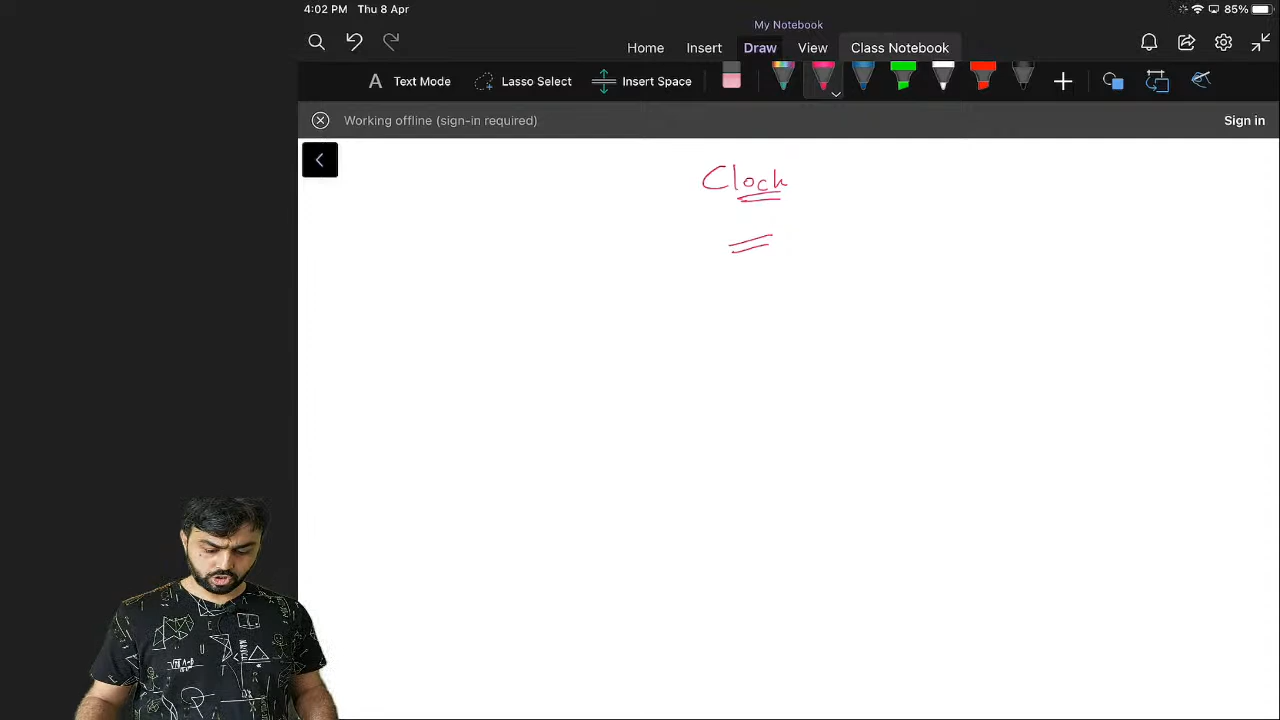 4:02 PM Thu 8 Apr 85%
My Notebook
Home Insert Draw View Class Notebook
Text Mode Lasso Select Insert Space
Working offline (sign-in required) Sign in
Clock